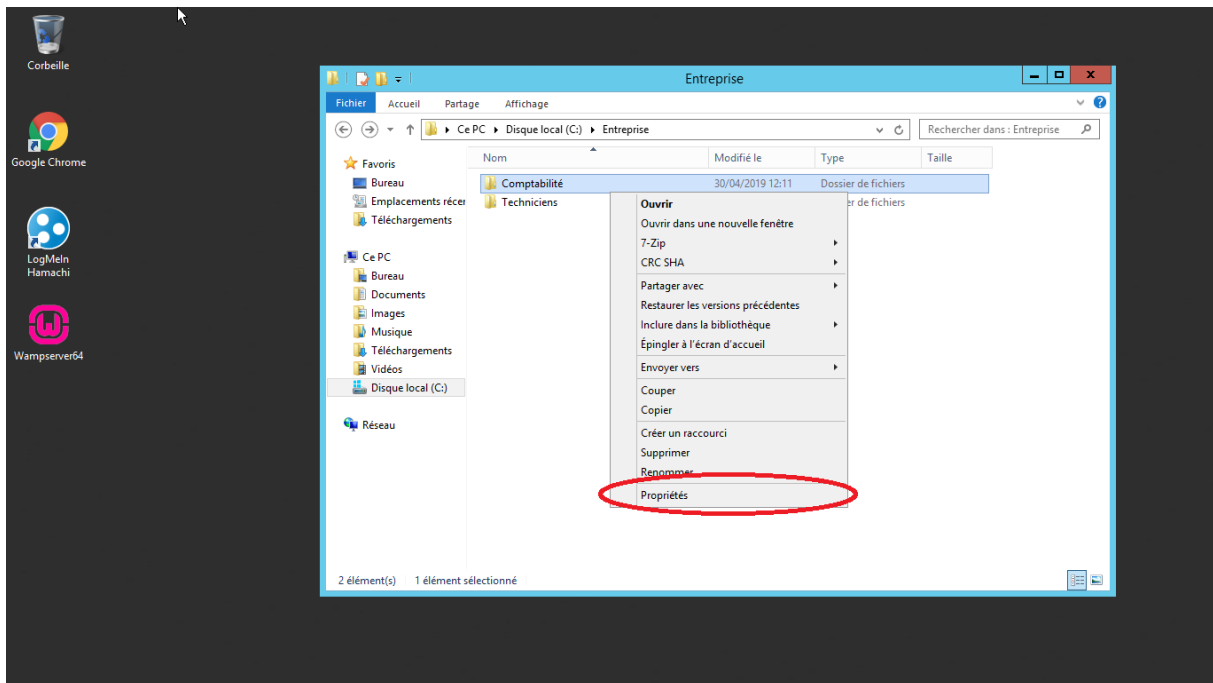 Corbeille
Google Chrome
LogMeIn
Hamachi
Wampserver64
Entreprise
Fichier Accueil Partage Affichage
Ce PC Disque local (C:) Entreprise
Rechercher dans : Entreprise
Nom Modifié le Type Taille
Favoris
Bureau
Emplacements récer
Téléchargements
Ce PC
Bureau
Documents
Images
Musique
Téléchargements
Vidéos
Disque local (C:)
Réseau
Comptabilité 30/04/2019 12:11 Dossier de fichiers
Techniciens er de fichiers
Ouvrir
Ouvrir dans une nouvelle fenêtre
7-Zip
CRC SHA
Partager avec
Restaurer les versions précédentes
Inclure dans la bibliothèque
Épingler à l'écran d'accueil
Envoyer vers
Couper
Copier
Créer un raccourci
Supprimer
Renommer
Propriétés
2 élément(s) 1 élément sélectionné